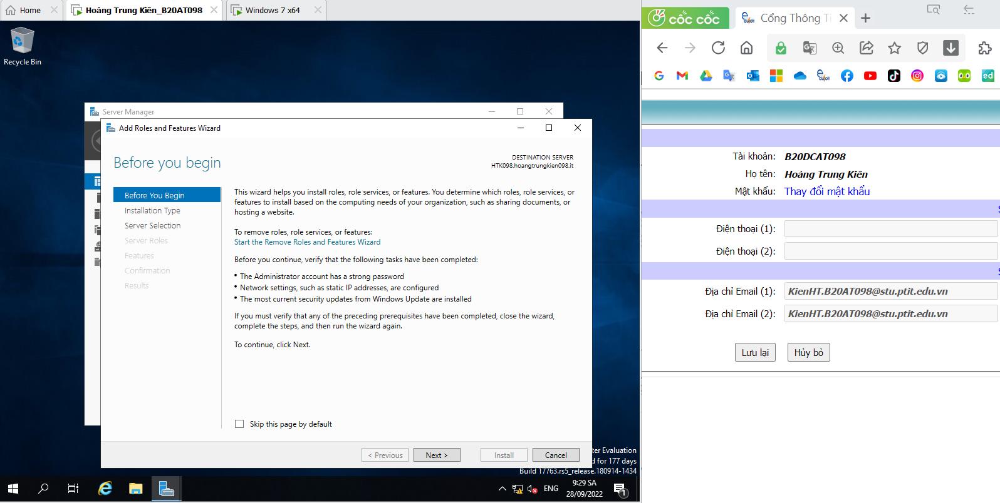 Home
Hoàng Trung Kiên_B20AT098
Windows 7 x64
Recycle Bin
Server Manager
Add Roles and Features Wizard
Before you begin
DESTINATION SERVER
HTK098.hoangtrungkien098.it
Before You Begin
Installation Type
Server Selection
Server Roles
Features
Confirmation
Results
This wizard helps you install roles, role services, or features. You determine which roles, role services, or
features to install based on the computing needs of your organization, such as sharing documents, or
hosting a website.
To remove roles, role services, or features:
Start the Remove Roles and Features Wizard
Before you continue, verify that the following tasks have been completed:
• The Administrator account has a strong password
• Network settings, such as static IP addresses, are configured
• The most current security updates from Windows Update are installed
If you must verify that any of the preceding prerequisites have been completed, close the wizard,
complete the steps, and then run the wizard again.
To continue, click Next.
Skip this page by default
< Previous
Next >
Install
Cancel
ter Evaluation
d for 177 days
Build 17763.rs5_release.180914-1434
ENG
9:29 SA
28/09/2022
1
cốc cốc
Cổng Thông T
ed
Tài khoản: B20DCAT098
Họ tên: Hoàng Trung Kiên
Mật khẩu: Thay đổi mật khẩu
Điện thoại (1):
Điện thoại (2):
Địa chỉ Email (1): KienHT.B20AT098@stu.ptit.edu.vn
Địa chỉ Email (2): KienHT.B20AT098@stu.ptit.edu.vn
Lưu lại
Hủy bỏ